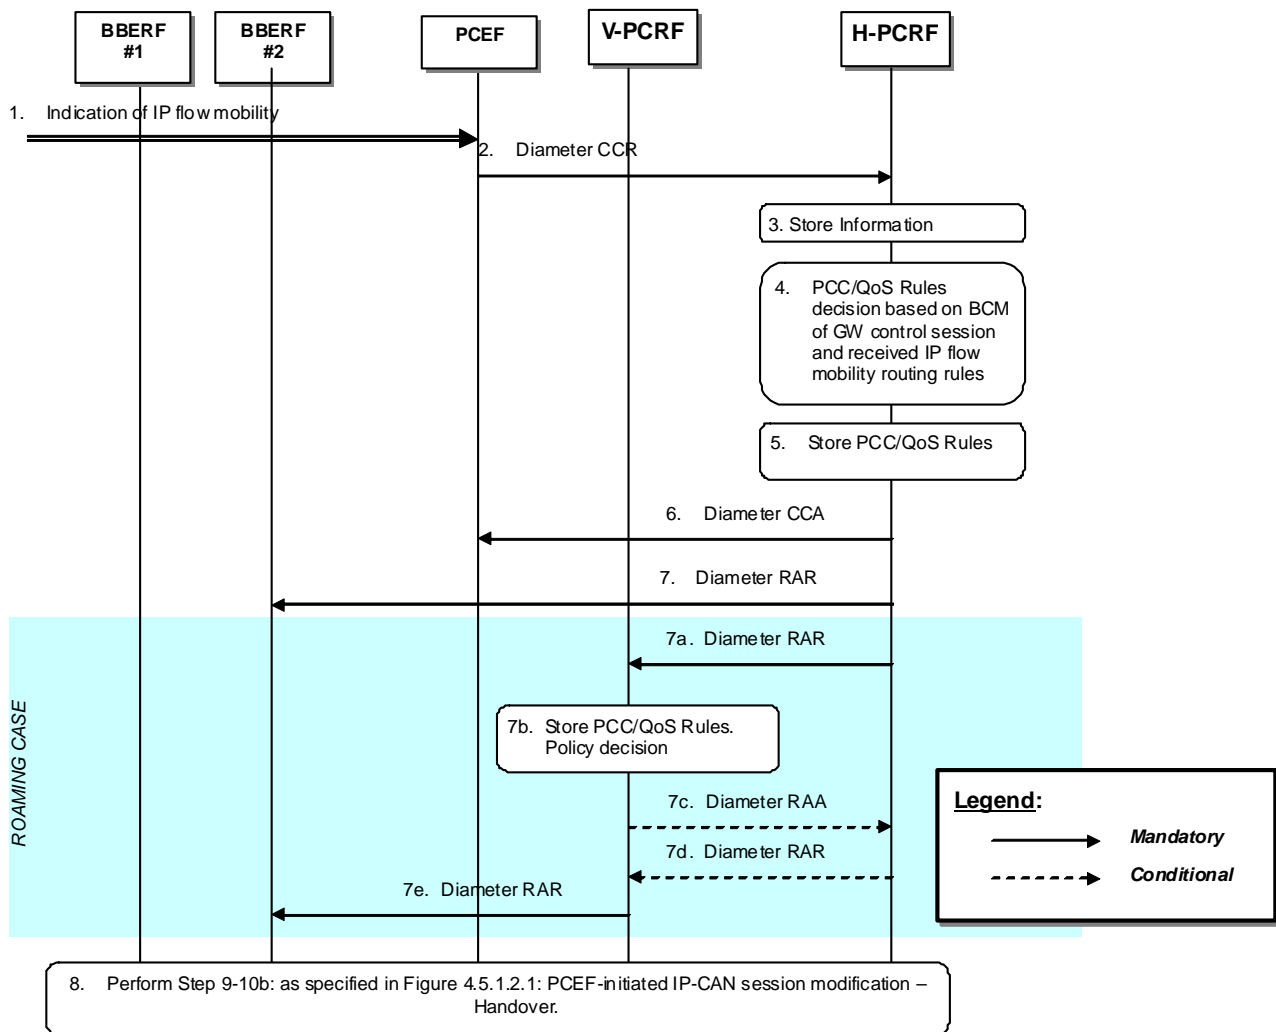 BBERF
#1
BBERF
#2
PCEF
V-PCRF
H-PCRF
1. Indication of IP flow mobility
2. Diameter CCR
3. Store Information
4. PCC/QoS Rules
decision based on BCM
of GW control session
and received IP flow
mobility routing rules
5. Store PCC/QoS Rules
6. Diameter CCA
7. Diameter RAR
7a. Diameter RAR
ROAMING CASE
7b. Store PCC/QoS Rules.
Policy decision
7c. Diameter RAA
7d. Diameter RAR
7e. Diameter RAR
Legend:
Mandatory
Conditional
8. Perform Step 9-10b: as specified in Figure 4.5.1.2.1: PCEF-initiated IP-CAN session modification –
Handover.